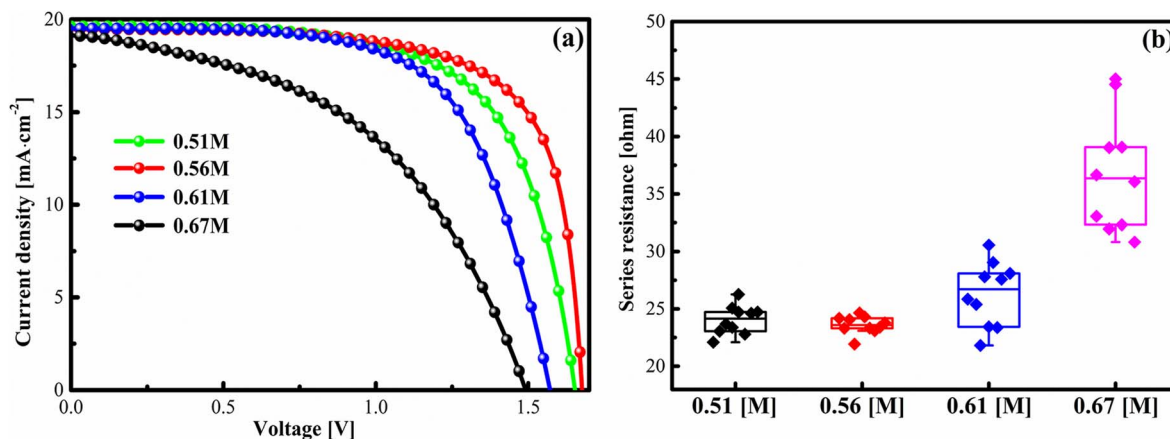 (a)
Current density [mA·cm⁻²]
20
15
10
5
0
0.51M
0.56M
0.61M
0.67M
0.0
0.5
1.0
1.5
Voltage [V]
(b)
Series resistance [ohm]
50
45
40
35
30
25
20
0.51 [M]
0.56 [M]
0.61 [M]
0.67 [M]